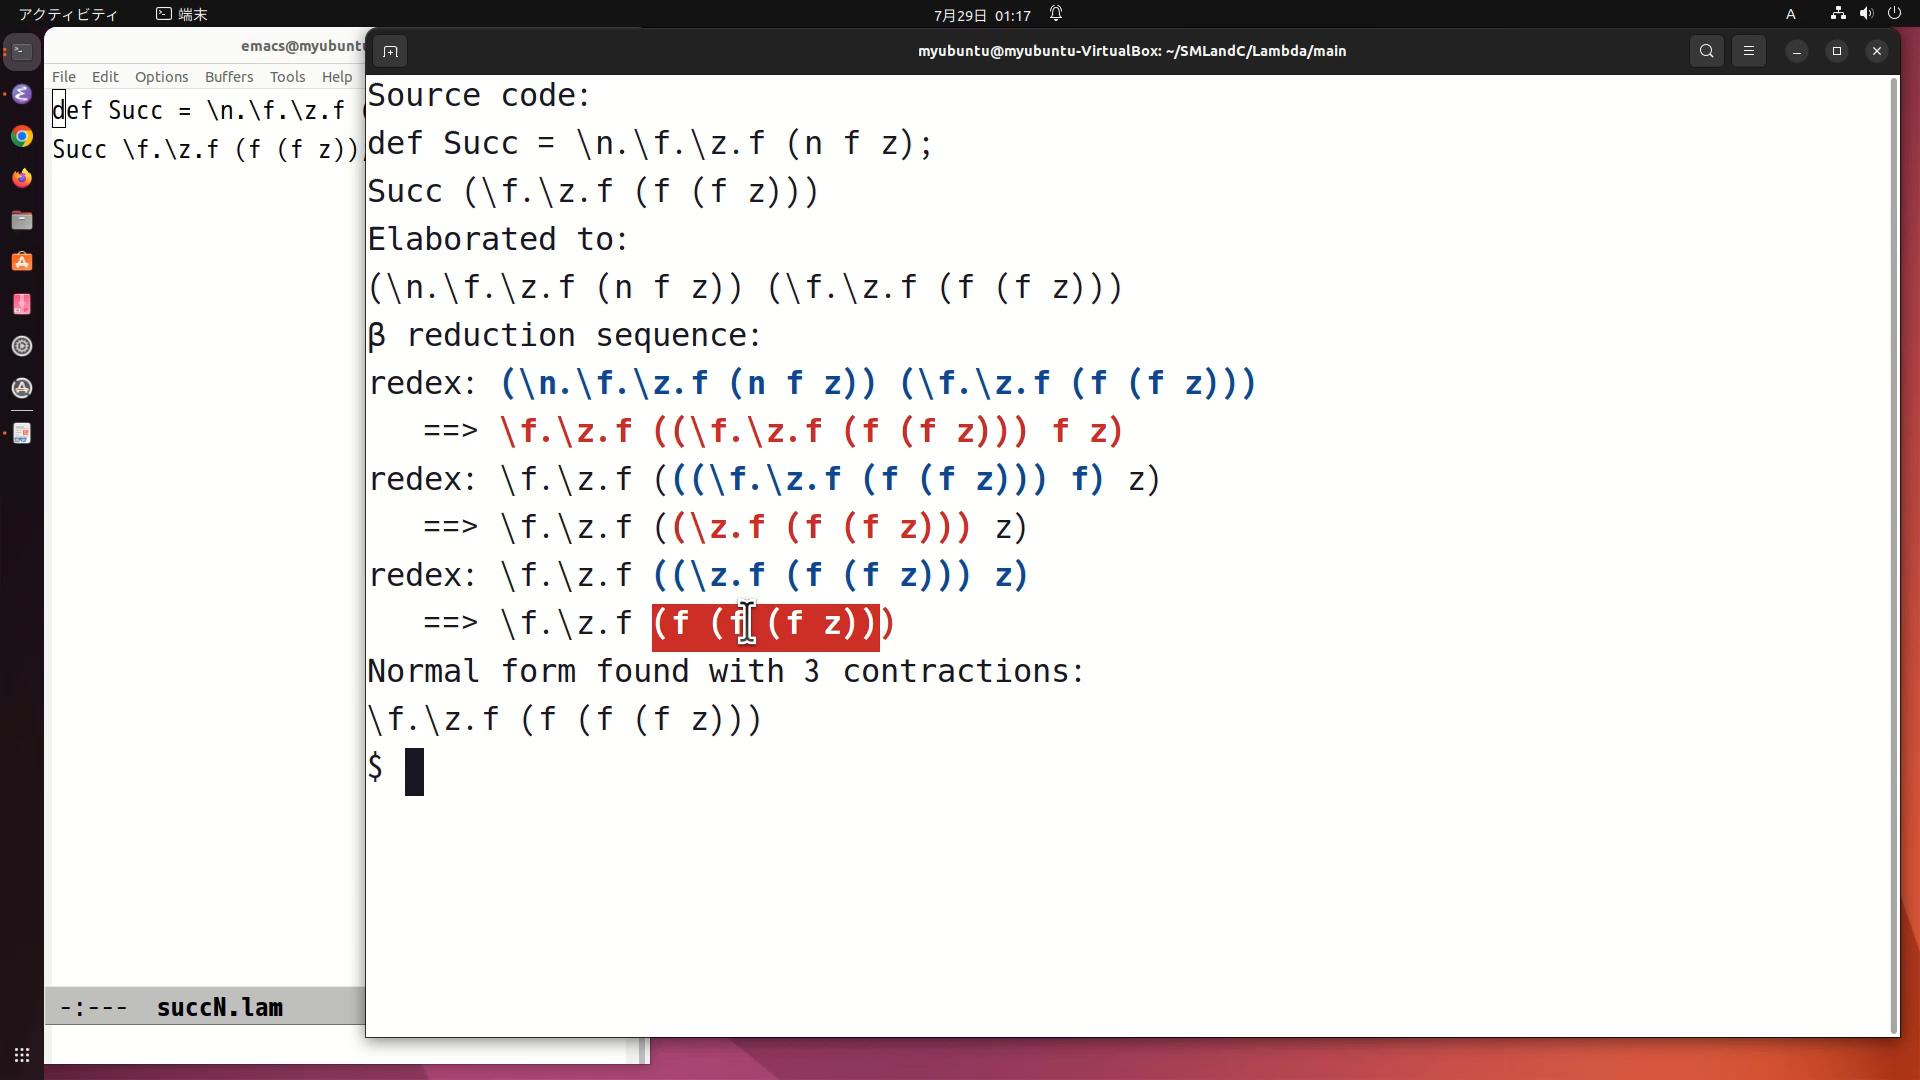 アクティビティ 端末 7月29日 01:17 A
emacs@myubuntu
File Edit Options Buffers Tools Help
def Succ = \n.\f.\z.f (
Succ \f.\z.f (f (f z))
-:--- succN.lam
myubuntu@myubuntu-VirtualBox: ~/SMLandC/Lambda/main
Source code:
def Succ = \n.\f.\z.f (n f z);
Succ (\f.\z.f (f (f z)))
Elaborated to:
(\n.\f.\z.f (n f z)) (\f.\z.f (f (f z)))
β reduction sequence:
redex: (\n.\f.\z.f (n f z)) (\f.\z.f (f (f z)))
==> \f.\z.f ((\f.\z.f (f (f z))) f z)
redex: \f.\z.f (((\f.\z.f (f (f z))) f) z)
==> \f.\z.f ((\z.f (f (f z))) z)
redex: \f.\z.f ((\z.f (f (f z))) z)
==> \f.\z.f (f (f (f z)))
Normal form found with 3 contractions:
\f.\z.f (f (f (f z)))
$